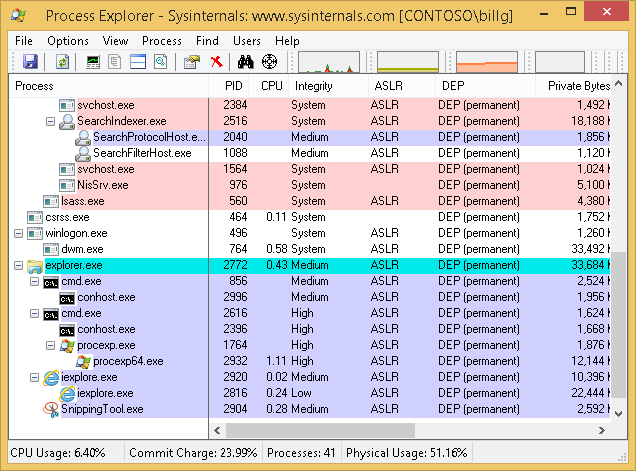 Process Explorer - Sysinternals: www.sysinternals.com [CONTOSO\billg]
File Options View Process Find Users Help
Process PID CPU Integrity ASLR DEP Private Bytes
svchost.exe 2384 System ASLR DEP (permanent) 1,492 K
SearchIndexer.exe 2516 System ASLR DEP (permanent) 18,188 K
SearchProtocolHost.e... 2040 Medium ASLR DEP (permanent) 1,856 K
SearchFilterHost.exe 1088 Medium ASLR DEP (permanent) 1,120 K
svchost.exe 1564 System ASLR DEP (permanent) 1,024 K
NisSrv.exe 976 System ASLR DEP (permanent) 5,100 K
lsass.exe 560 System ASLR DEP (permanent) 4,380 K
csrss.exe 464 0.11 System ASLR DEP (permanent) 1,752 K
winlogon.exe 496 System ASLR DEP (permanent) 1,260 K
dwm.exe 764 0.58 System ASLR DEP (permanent) 33,492 K
explorer.exe 2772 0.43 Medium ASLR DEP (permanent) 33,684 K
cmd.exe 856 Medium ASLR DEP (permanent) 2,524 K
conhost.exe 2996 Medium ASLR DEP (permanent) 1,956 K
cmd.exe 2616 High ASLR DEP (permanent) 1,624 K
conhost.exe 2396 High ASLR DEP (permanent) 1,668 K
procexp.exe 1764 High ASLR DEP (permanent) 1,876 K
procexp64.exe 2932 1.11 High ASLR DEP (permanent) 12,144 K
iexplore.exe 2920 0.02 Medium ASLR DEP (permanent) 10,396 K
iexplore.exe 2816 0.24 Low ASLR DEP (permanent) 22,444 K
SnippingTool.exe 2904 0.28 Medium ASLR DEP (permanent) 2,592 K
CPU Usage: 6.40% Commit Charge: 23.99% Processes: 41 Physical Usage: 51.16%